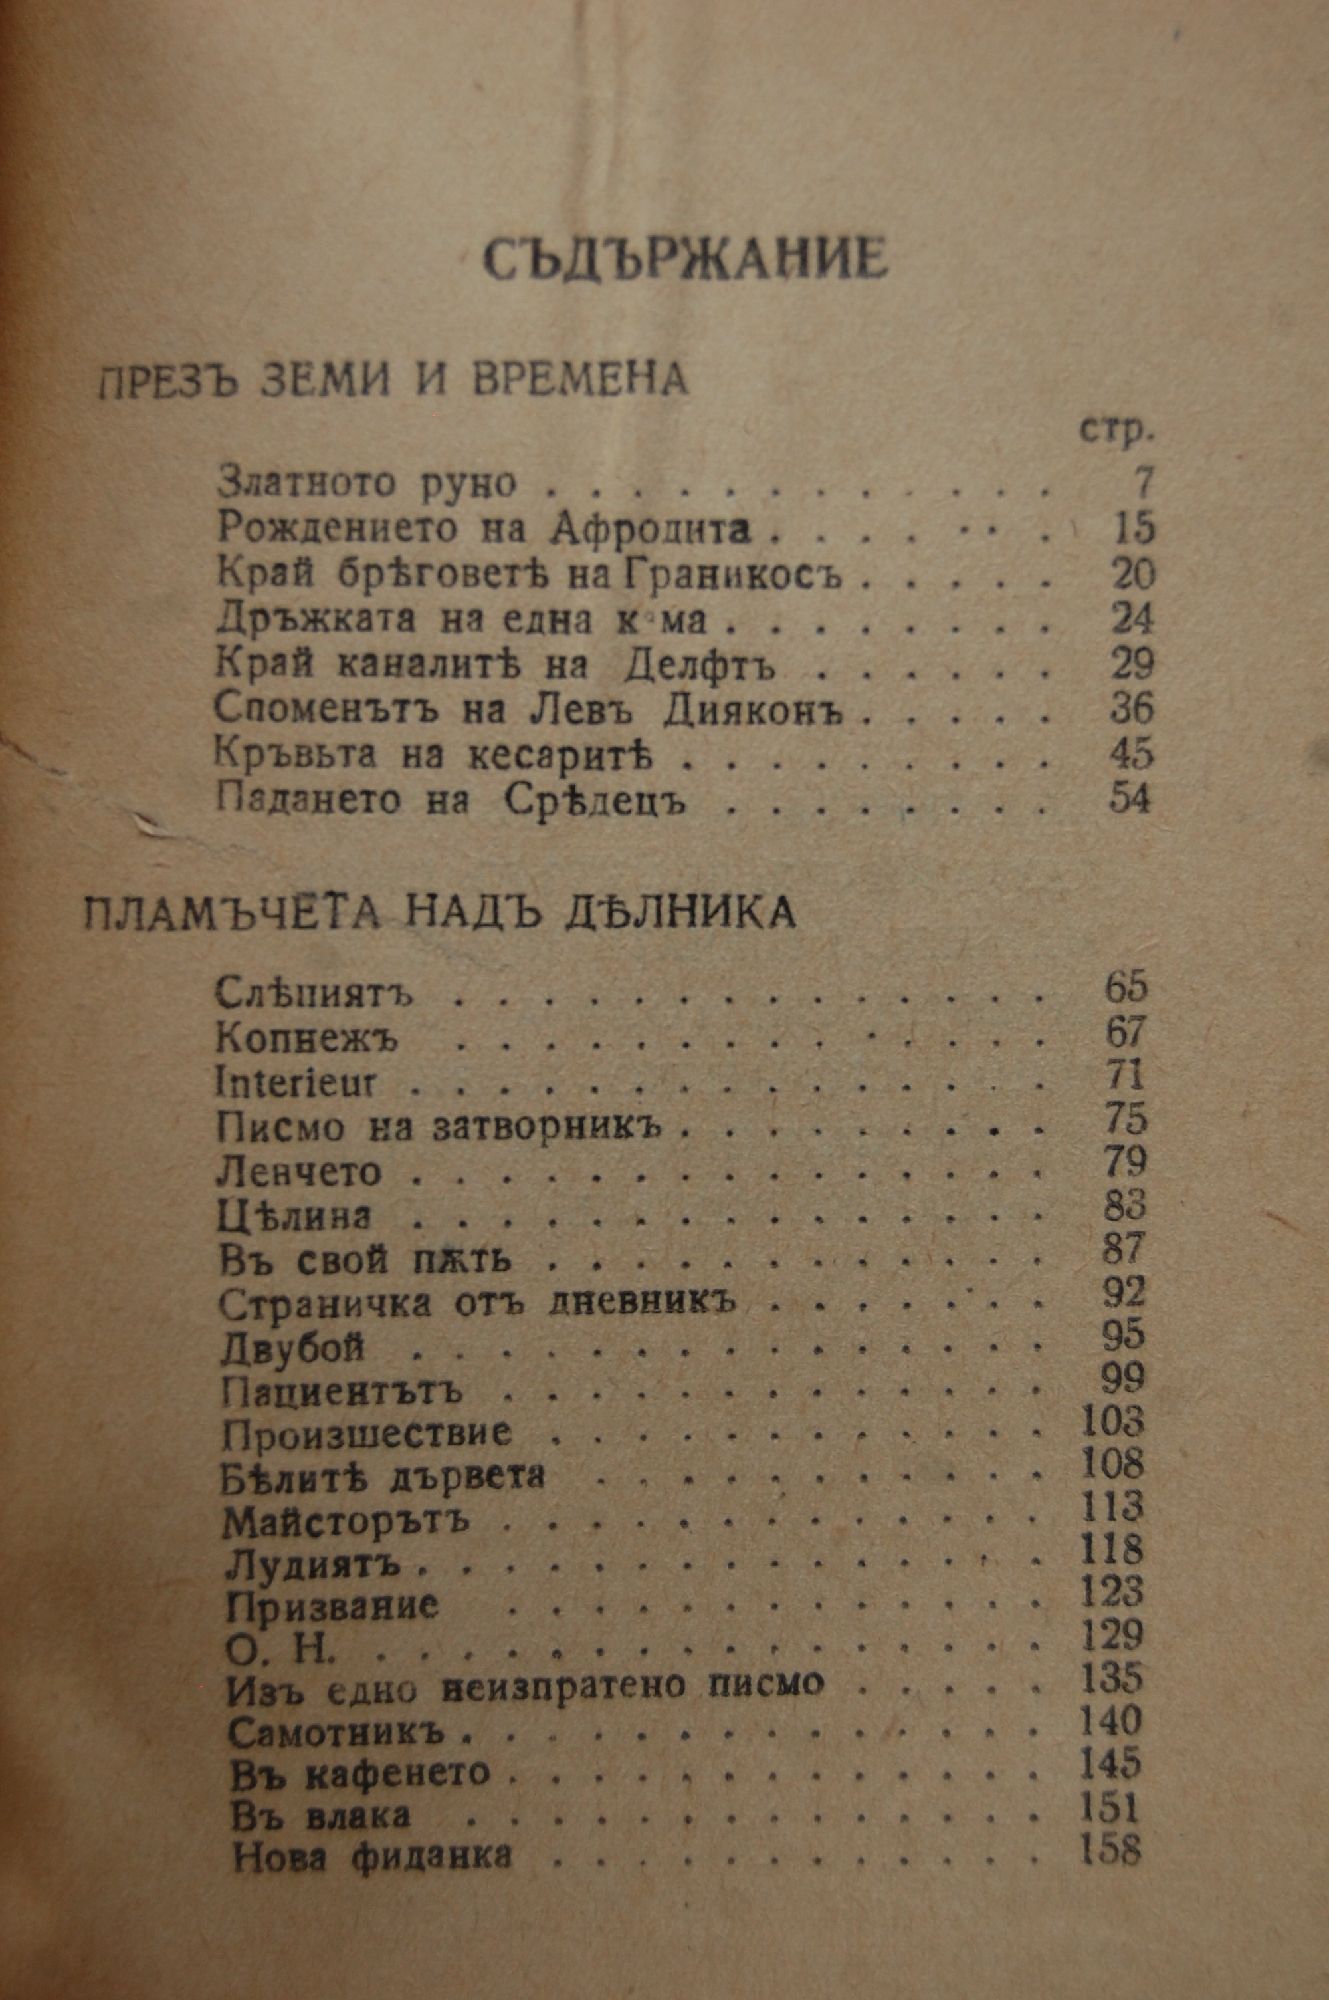 СЪДЪРЖАНИЕ
ПРЕЗЪ ЗЕМИ И ВРЕМЕНА
стр.
Златното руно . . . . . . . . . . . . 7
Рождението на Афродита . . . . . . . 15
Край брѣговетѣ на Граникосъ . . . . . 20
Дръжката на една . . . . . . . . 24
Край каналитѣ на Делфтъ . . . . . . 29
Споменътъ на Левъ Дияконъ . . . . . 36
Кръвьта на кесаритѣ . . . . . . . . . 45
Падането на Срѣдецъ . . . . . . . . 54
ПЛАМЪЧЕТА НАДЪ ДѢЛНИКА
Слѣпиятъ . . . . . . . . . . . . . . 65
Копнежъ . . . . . . . . . . . . . . 67
Interieur . . . . . . . . . . . . . . . 71
Писмо на затворникъ . . . . . . . . . 75
Ленчето . . . . . . . . . . . . . . . 79
Цѣлина . . . . . . . . . . . . . . . 83
Въ свой пѫть . . . . . . . . . . . . 87
Страничка отъ дневникъ . . . . . . . 92
Двубой . . . . . . . . . . . . . . . 95
Пациентътъ . . . . . . . . . . . . . 99
Произшествие . . . . . . . . . . . . 103
Бѣлитѣ дървета . . . . . . . . . . . 108
Майсторътъ . . . . . . . . . . . . . 113
Лудиятъ . . . . . . . . . . . . . . . 118
Призвание . . . . . . . . . . . . . 123
О. Н. . . . . . . . . . . . . . . . . 129
Изъ едно неизпратено писмо . . . . . 135
Самотникъ . . . . . . . . . . . . . . 140
Въ кафенето . . . . . . . . . . . . . 145
Въ влака . . . . . . . . . . . . . . 151
Нова фиданка . . . . . . . . . . . . 158